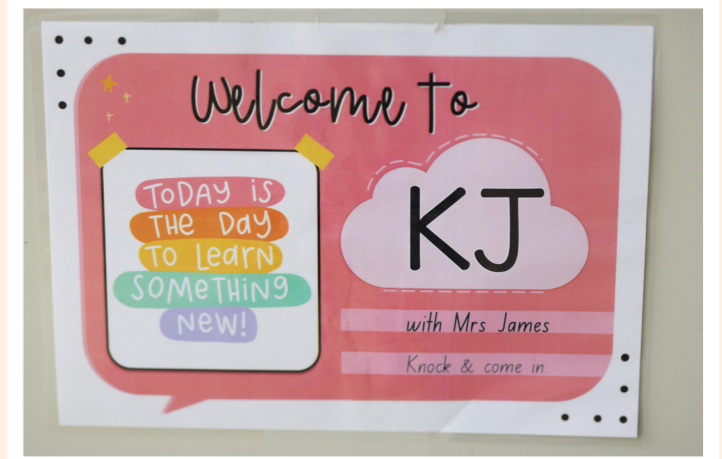 Welcome to
TODAY is
THE Day
TO LeaRN
SOMeTHiNg
New!
KJ
with Mrs James
Knock & come in